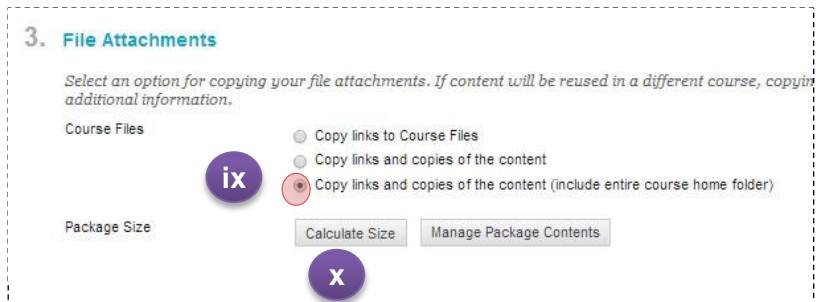 3. File Attachments
Select an option for copying your file attachments. If content will be reused in a different course, copyin
additional information.
Course Files
Copy links to Course Files
Copy links and copies of the content
ix
Copy links and copies of the content (include entire course home folder)
Package Size
Calculate Size
Manage Package Contents
x